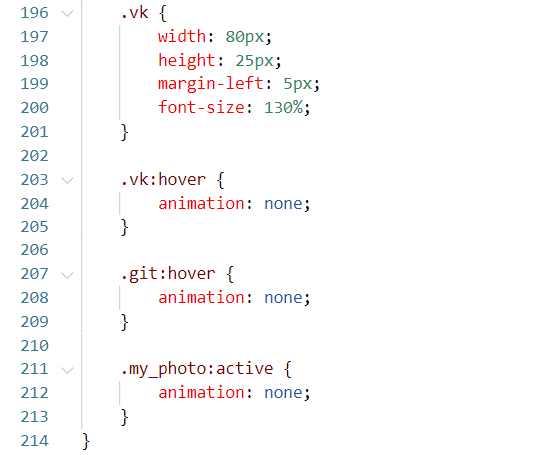 196 .vk {
197 width: 80px;
198 height: 25px;
199 margin-left: 5px;
200 font-size: 130%;
201 }
202
203 .vk:hover {
204 animation: none;
205 }
206
207 .git:hover {
208 animation: none;
209 }
210
211 .my_photo:active {
212 animation: none;
213 }
214 }